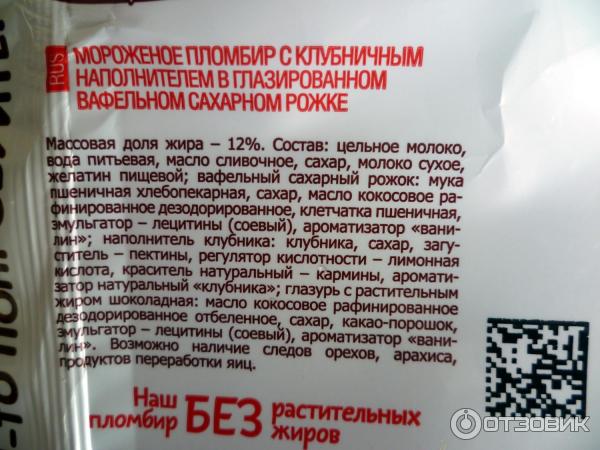 RUS
МОРОЖЕНОЕ ПЛОМБИР С КЛУБНИЧНЫМ
НАПОЛНИТЕЛЕМ В ГЛАЗИРОВАННОМ
ВАФЕЛЬНОМ САХАРНОМ РОЖКЕ
Массовая доля жира – 12%. Состав: цельное молоко,
вода питьевая, масло сливочное, сахар, молоко сухое,
желатин пищевой; вафельный сахарный рожок: мука
пшеничная хлебопекарная, сахар, масло кокосовое ра-
финированное дезодорированное, клетчатка пшеничная,
эмульгатор – лецитины (соевый), ароматизатор «вани-
лин»; наполнитель клубника: клубника, сахар, загу-
ститель – пектины, регулятор кислотности – лимонная
кислота, краситель натуральный – кармины, аромати-
затор натуральный «клубника»; глазурь с растительным
жиром шоколадная: масло кокосовое рафинированное
дезодорированное отбеленное, сахар, какао-порошок,
эмульгатор – лецитины (соевый), ароматизатор «вани-
лин». Возможно наличие следов орехов, арахиса,
продуктов переработки яиц.
Наш пломбир БЕЗ растительных жиров
ОТЗОВИК